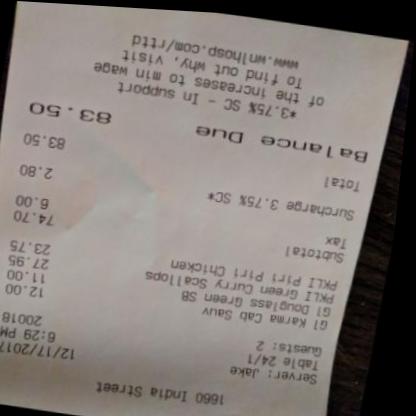 1660 India Street
Server: Jake 12/17/2017
Table 24/1 6:29 PM
Guests: 2 20018
Gl Karma Cab Sauv 12.00
Gl Douglass Green SB 11.00
PKLI Green Curry Scallops 27.95
PKLI Piri Piri Chicken 23.75
Subtotal 74.70
Tax 6.00
Surcharge 3.75% SC* 2.80
Total 83.50
Balance Due 83.50
*3.75% SC - In support
of the increases to min wage
To find out why, visit
www.wnlhosp.com/rttd